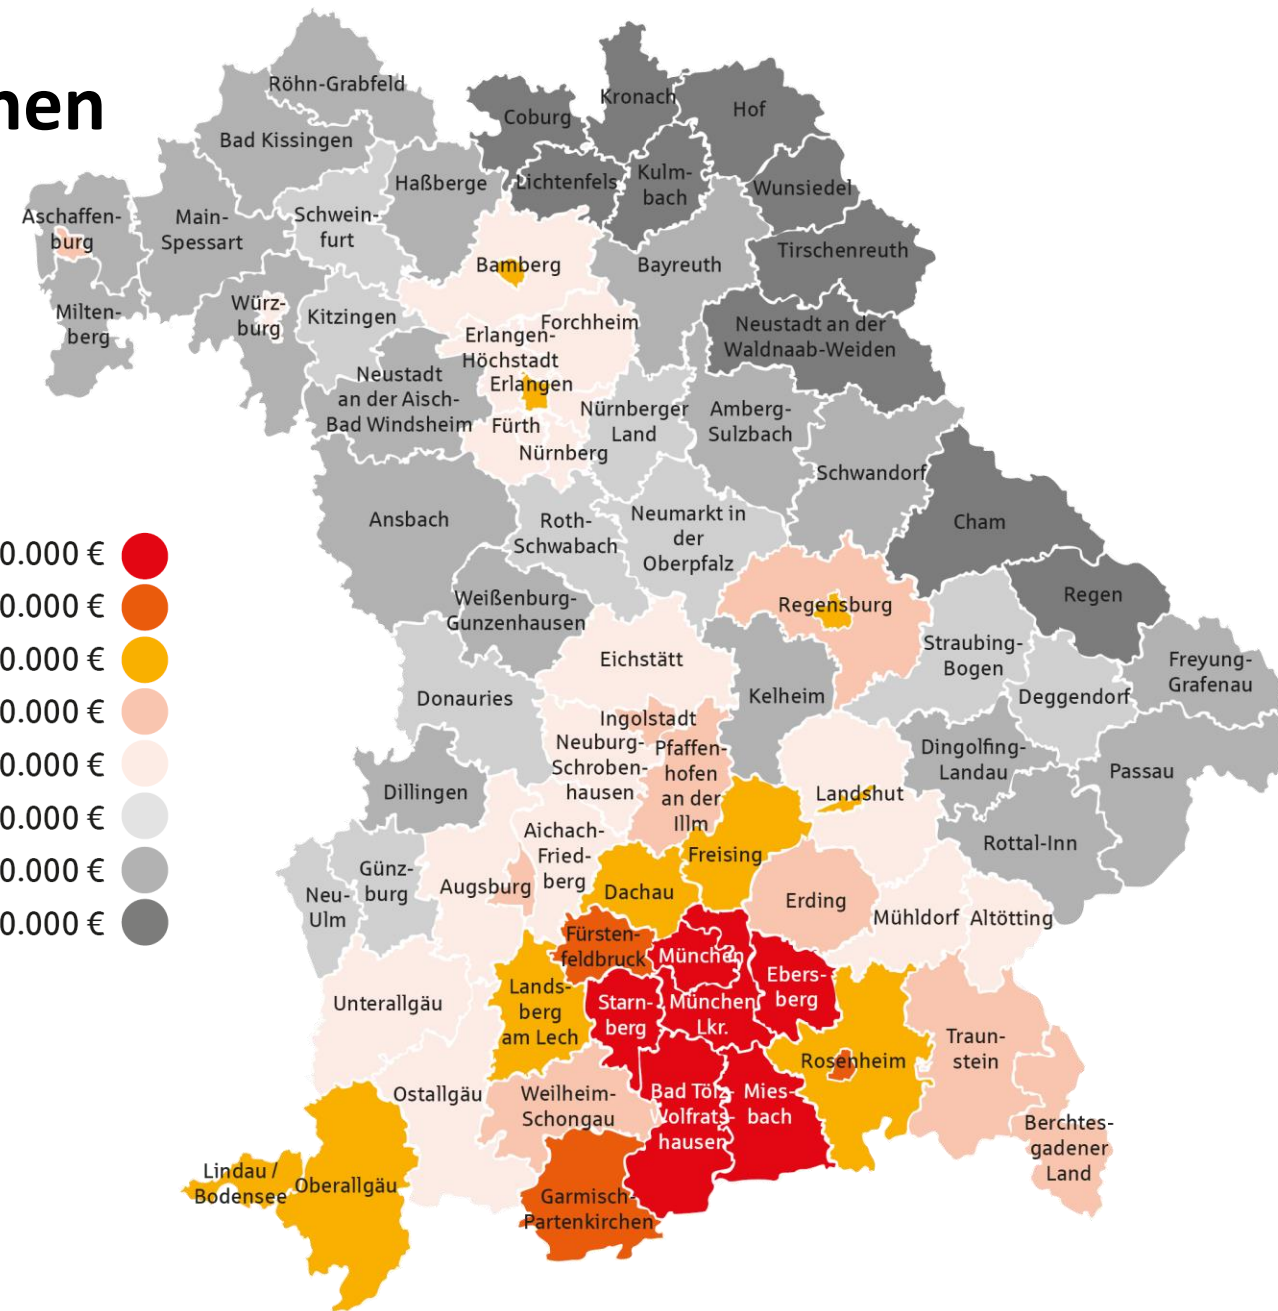 nen
Röhn-Grabfeld
Bad Kissingen
Coburg
Kronach
Hof
Haßberge
Lichtenfels
Kulm-
bach
Wunsiedel
Aschaffen-
burg
Main-
Spessart
Schwein-
furt
Bamberg
Bayreuth
Tirschenreuth
Milten-
berg
Würz-
burg
Kitzingen
Erlangen-
Höchstadt
Forchheim
Neustadt an der
Waldnaab-Weiden
Neustadt
an der Aisch-
Bad Windsheim
Erlangen
Fürth
Nürnberg
Nürnberger
Land
Amberg-
Sulzbach
Schwandorf
Ansbach
Roth-
Schwabach
Neumarkt in
der
Oberpfalz
Cham
Regen
Weißenburg-
Gunzenhausen
Regensburg
Straubing-
Bogen
Freyung-
Grafenau
Eichstätt
Donauries
Kelheim
Deggendorf
0.000 €
0.000 €
0.000 €
0.000 €
0.000 €
0.000 €
0.000 €
0.000 €
Ingolstadt
Neuburg-
Schroben-
hausen
Pfaffen-
hofen
an der
Illm
Dingolfing-
Landau
Passau
Dillingen
Landshut
Rottal-Inn
Aichach-
Fried-
berg
Freising
Günz-
burg
Neu-
Ulm
Augsburg
Dachau
Erding
Mühldorf
Altötting
Fürsten-
feldbruck
München
Ebers-
berg
Unterallgäu
Lands-
berg
am Lech
Starn-
berg
München
Lkr.
Rosenheim
Traun-
stein
Ostallgäu
Weilheim-
Schongau
Bad Tölz-
Wolfrats-
hausen
Mies-
bach
Berchtes-
gadener
Land
Lindau /
Bodensee
Oberallgäu
Garmisch-
Partenkirchen